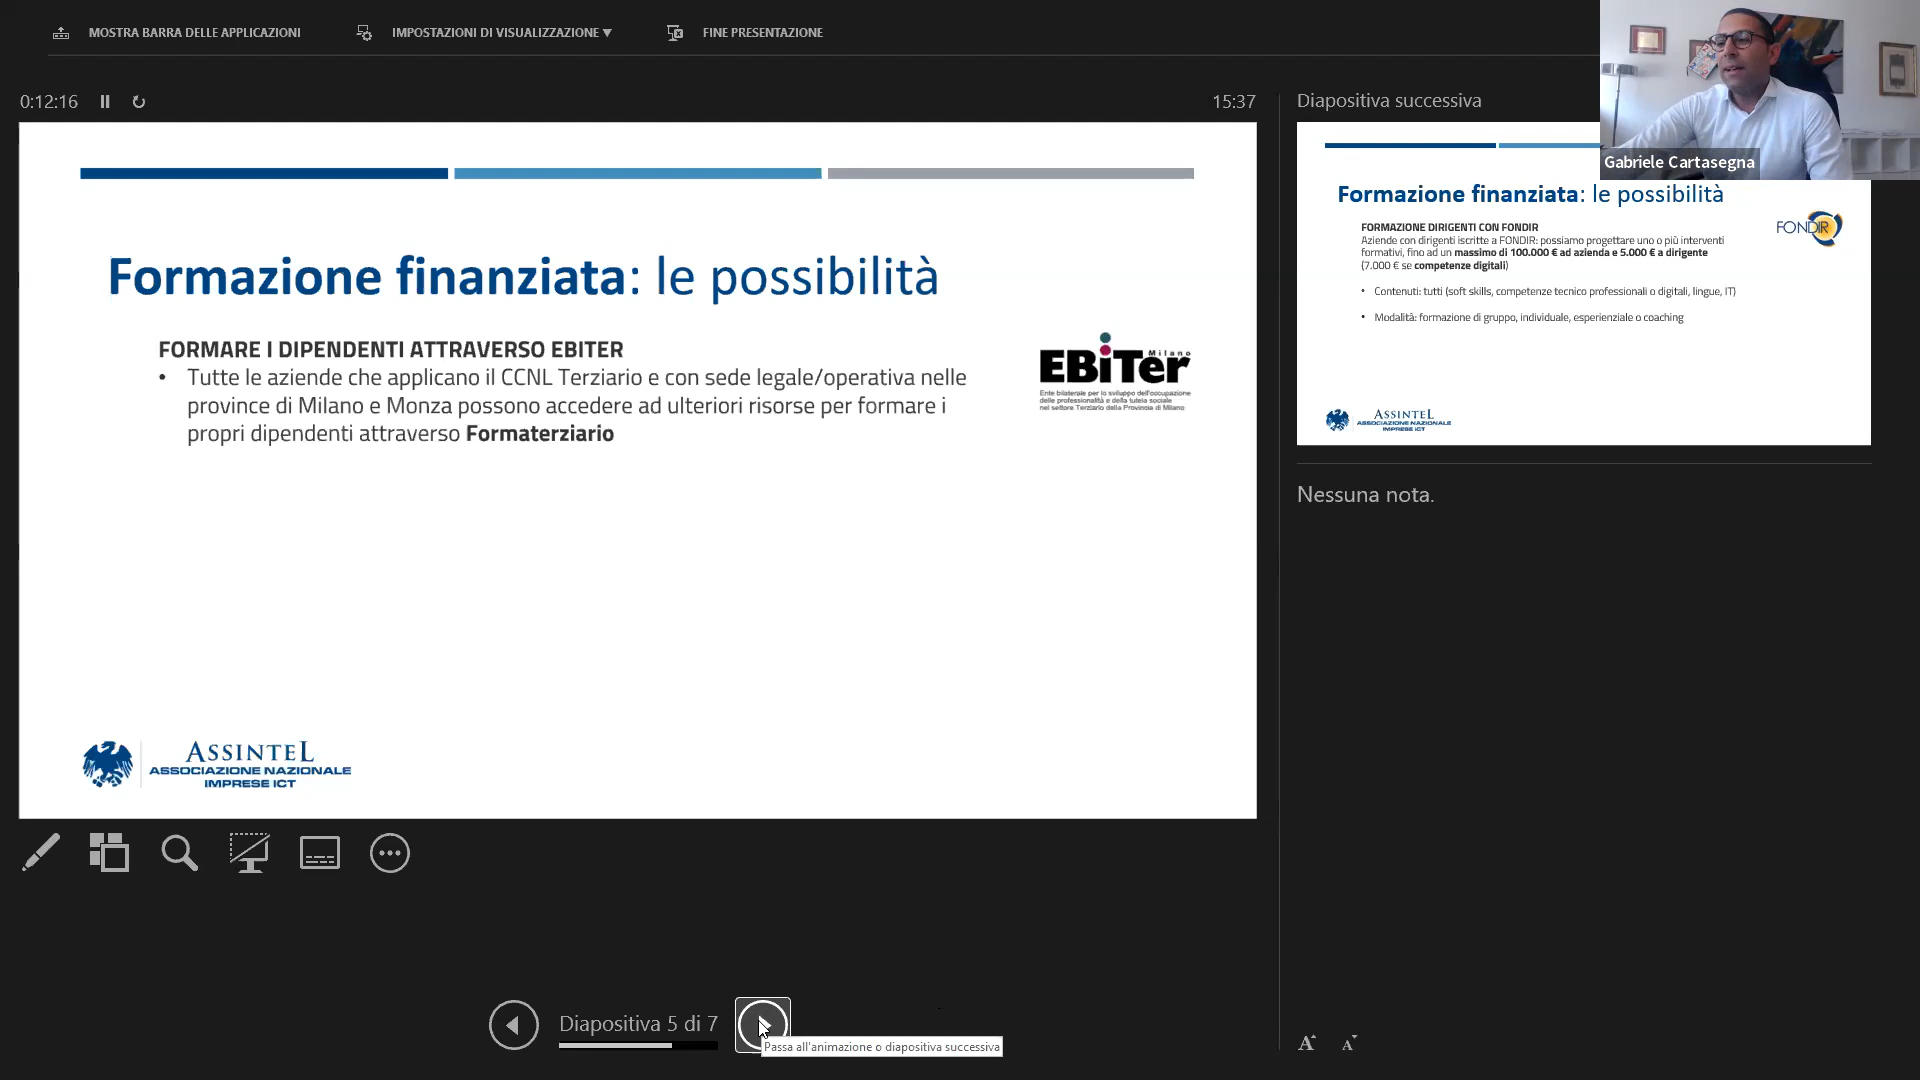 MOSTRA BARRA DELLE APPLICAZIONI
IMPOSTAZIONI DI VISUALIZZAZIONE ▼
FINE PRESENTAZIONE
0:12:16
15:37
Formazione finanziata: le possibilità
FORMARE I DIPENDENTI ATTRAVERSO EBITER
• Tutte le aziende che applicano il CCNL Terziario e con sede legale/operativa nelle
province di Milano e Monza possono accedere ad ulteriori risorse per formare i
propri dipendenti attraverso Formaterziario
EBiTer
Milano
Ente bilaterale per lo sviluppo dell'occupazione
delle professionalità e della tutela sociale
nel settore Terziario della Provincia di Milano
ASSINTEL
ASSOCIAZIONE NAZIONALE
IMPRESE ICT
Diapositiva 5 di 7
Passa all'animazione o diapositiva successiva
Diapositiva successiva
Gabriele Cartasegna
Formazione finanziata: le possibilità
FORMAZIONE DIRIGENTI CON FONDIR
Aziende con dirigenti iscritte a FONDIR: possiamo progettare uno o più interventi
formativi, fino ad un massimo di 100.000 € ad azienda e 5.000 € a dirigente
(7.000 € se competenze digitali)
• Contenuti: tutti (soft skills, competenze tecnico professionali o digitali, lingue, IT)
• Modalità: formazione di gruppo, individuale, esperienziale o coaching
FONDIR
ASSINTEL
ASSOCIAZIONE NAZIONALE
IMPRESE ICT
Nessuna nota.
A A